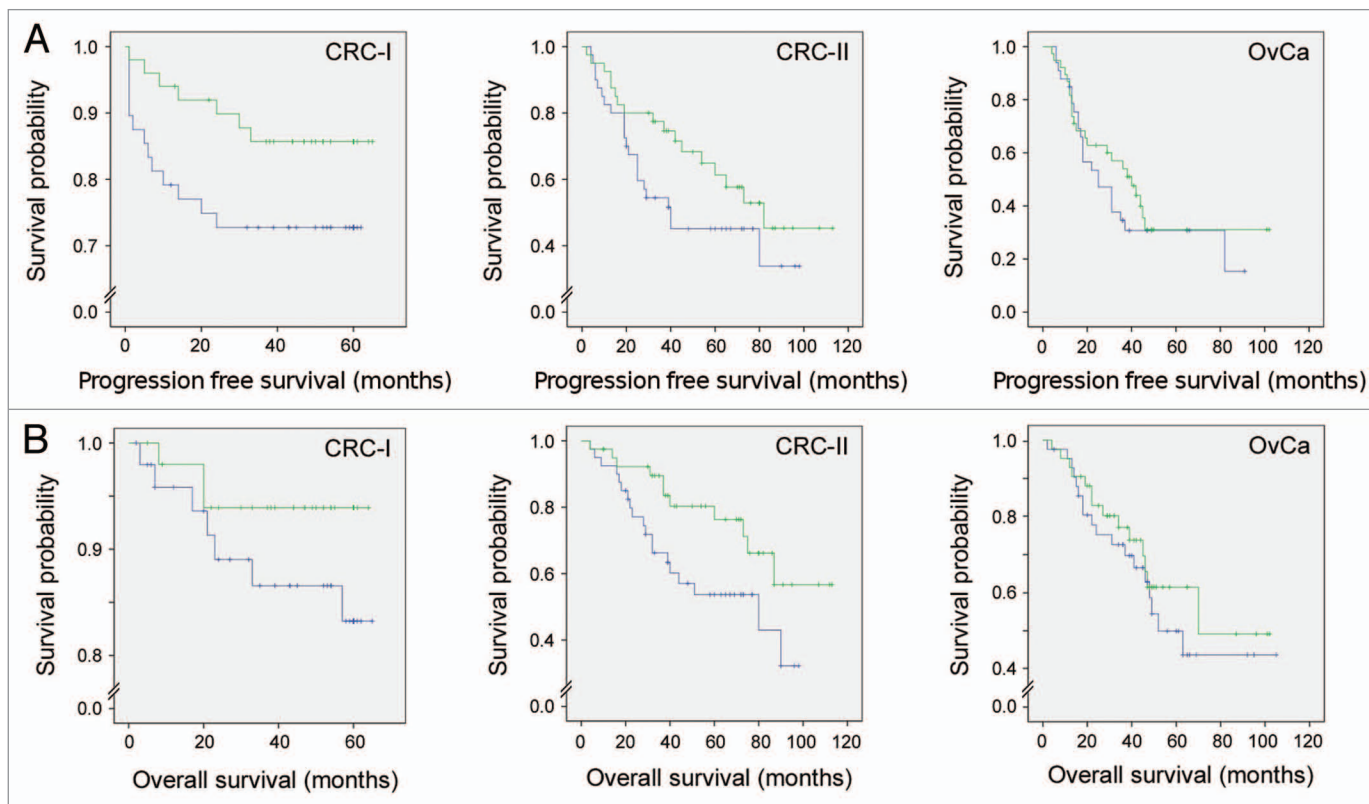 A
CRC-I
Survival probability
1.0
0.9
0.8
0.7
0.0
0 20 40 60
Progression free survival (months)
CRC-II
Survival probability
1.0
0.8
0.6
0.4
0.0
0 20 40 60 80 100 120
Progression free survival (months)
OvCa
Survival probability
1.0
0.8
0.6
0.4
0.2
0.0
0 20 40 60 80 100 120
Progression free survival (months)
B
CRC-I
Survival probability
1.0
0.9
0.8
0.0
0 20 40 60
Overall survival (months)
CRC-II
Survival probability
1.0
0.8
0.6
0.4
0.0
0 20 40 60 80 100 120
Overall survival (months)
OvCa
Survival probability
1.0
0.8
0.6
0.4
0.0
0 20 40 60 80 100 120
Overall survival (months)